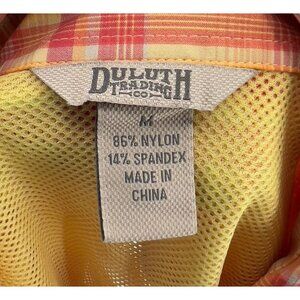 DULUTH
TRADING
CO
M
86% NYLON
14% SPANDEX
MADE IN
CHINA